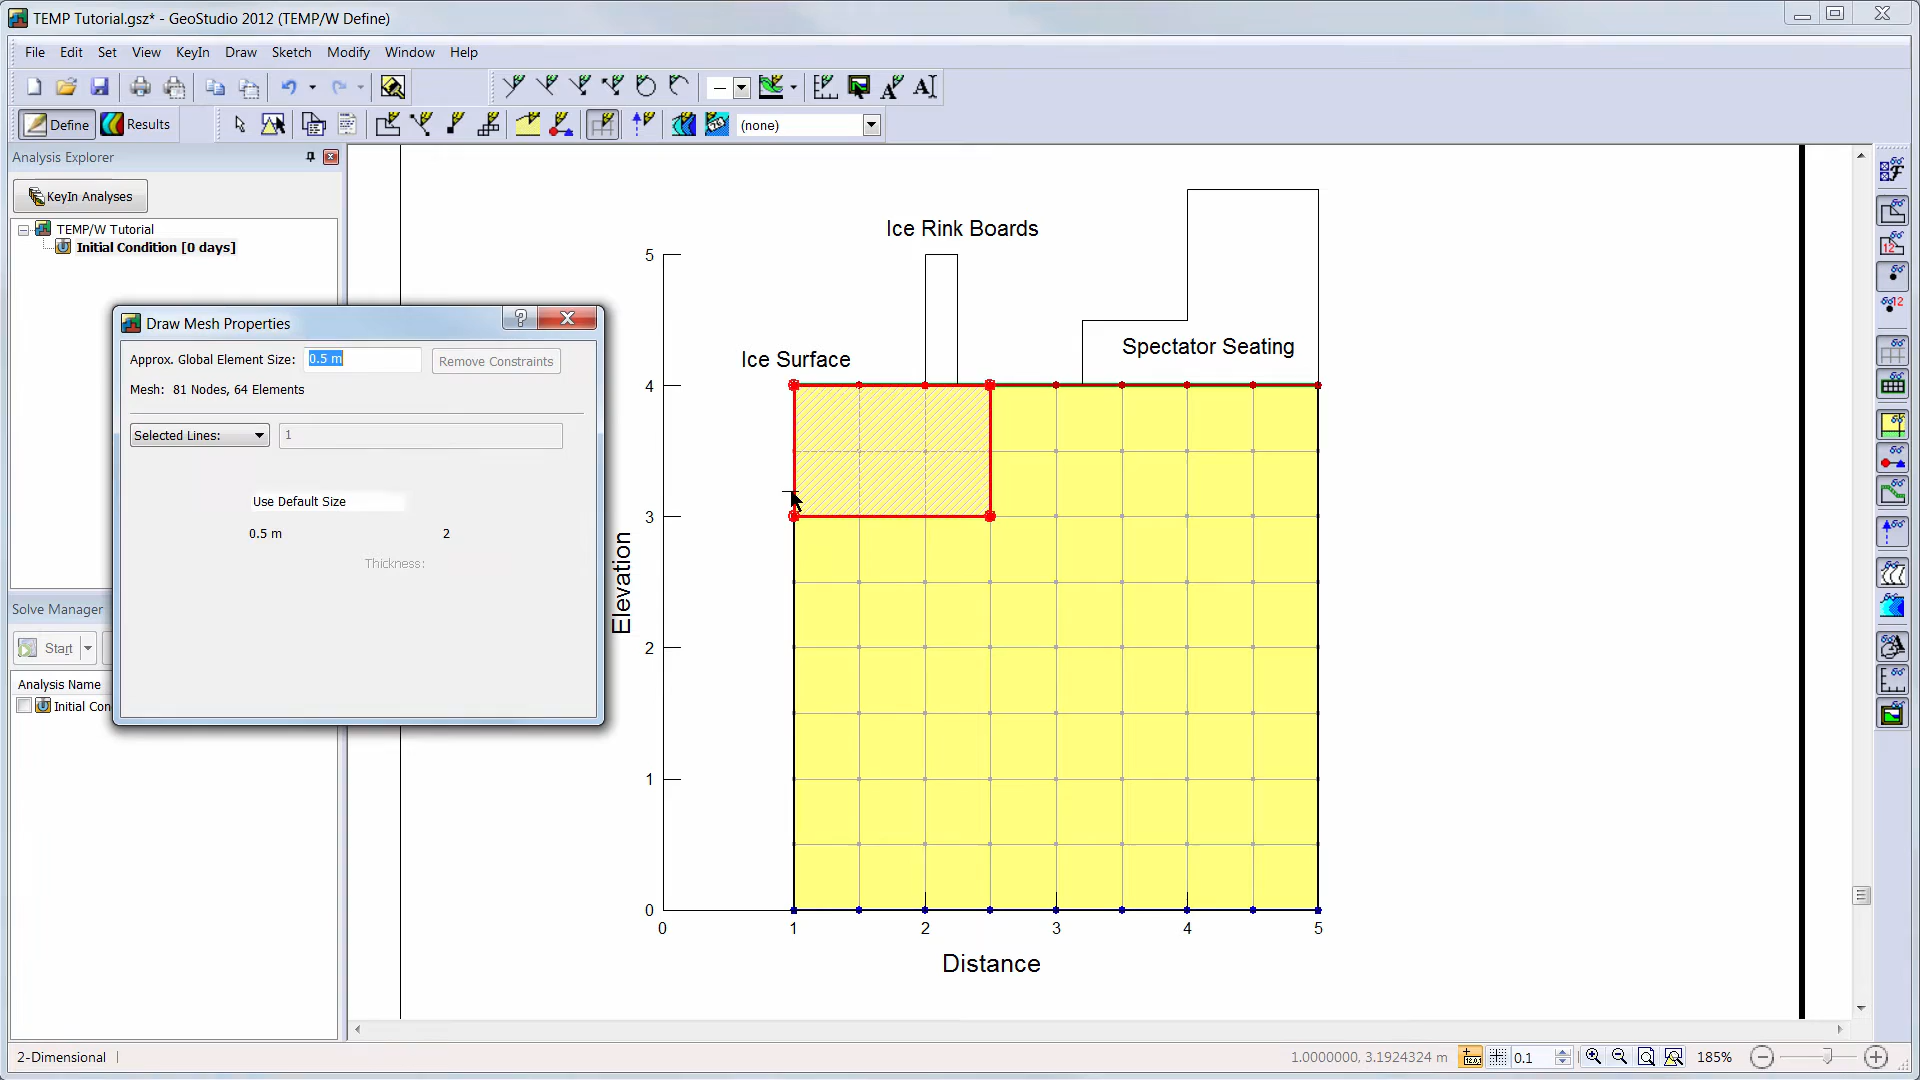 TEMP Tutorial.gsz* - GeoStudio 2012 (TEMP/W Define)
File Edit Set View KeyIn Draw Sketch Modify Window Help
Define Results (none)
Analysis Explorer
KeyIn Analyses
TEMP/W Tutorial
Initial Condition [0 days]
Draw Mesh Properties
Approx. Global Element Size: 0.5 m Remove Constraints
Mesh: 81 Nodes, 64 Elements
Selected Lines: 1
Use Default Size
0.5 m 2
Thickness:
Solve Manager
Start
Analysis Name
Initial Con
Ice Rink Boards
Ice Surface
Spectator Seating
5
4
3
2
1
0
Elevation
0 1 2 3 4 5
Distance
2-Dimensional
1.0000000, 3.1924324 m 0.1 185%